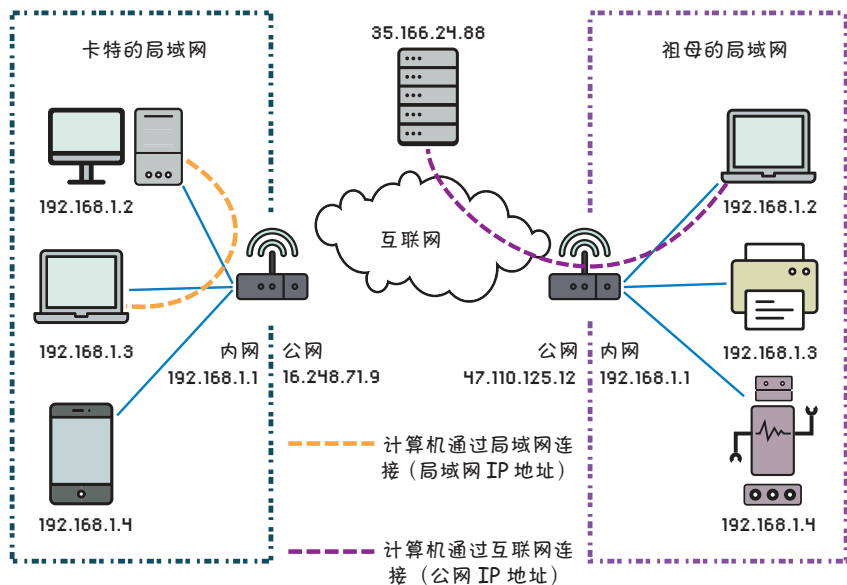 卡特的局域网
35.166.24.88
祖母的局域网
192.168.1.2
192.168.1.2
互联网
192.168.1.3
192.168.1.3
内网
192.168.1.1
公网
16.248.71.9
公网
47.110.125.12
内网
192.168.1.1
192.168.1.4
192.168.1.4
计算机通过局域网连
接（局域网 IP 地址）
计算机通过互联网连
接（公网 IP 地址）